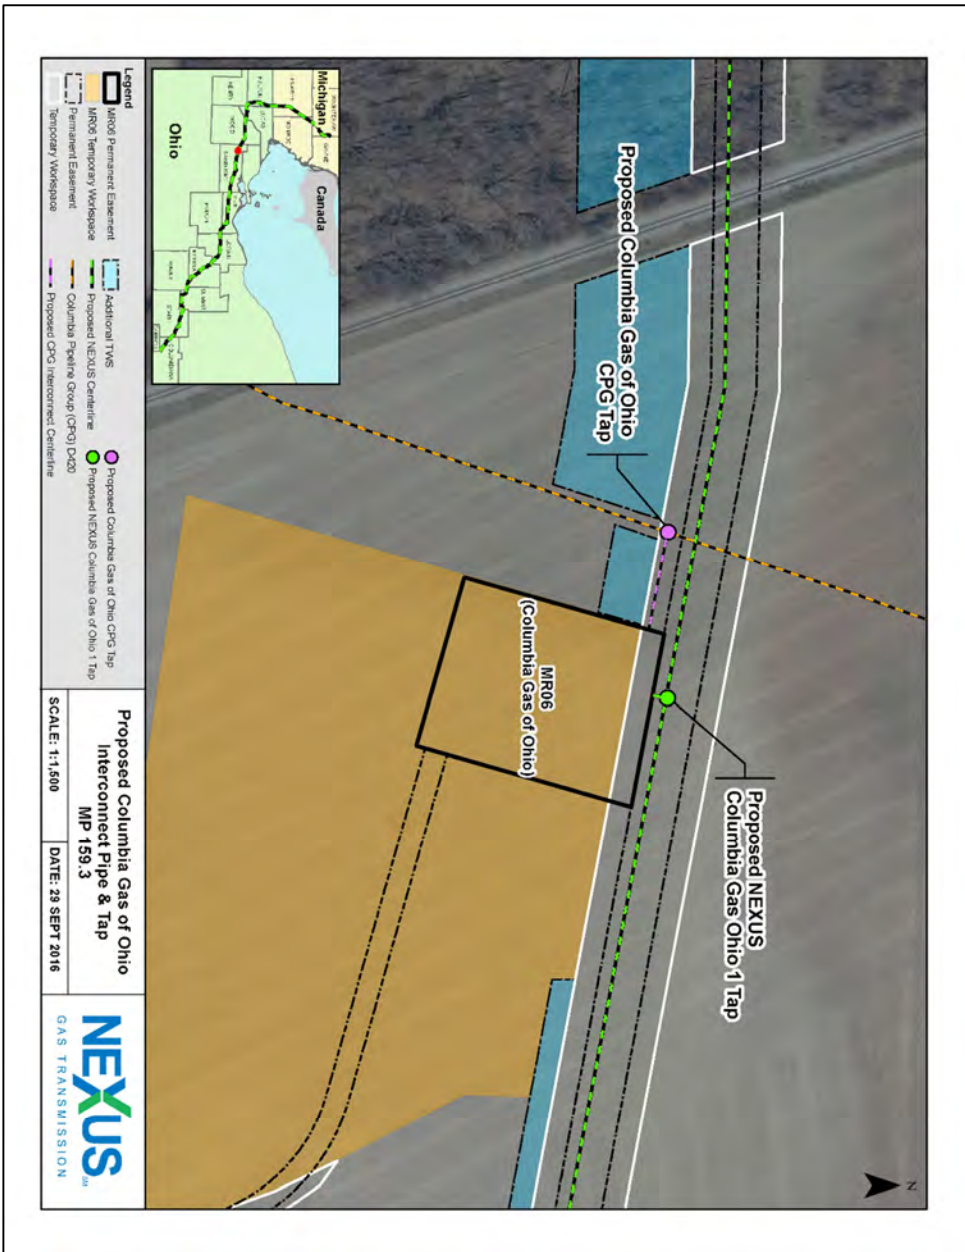 Proposed Columbia Gas of Ohio
CPG Tap
Proposed NEXUS
Columbia Gas Ohio 1 Tap
MR06
(Columbia Gas of Ohio)
N
Michigan
Canada
Ohio
Legend
MR06 Permanent Easement
MR06 Temporary Workspace
Permanent Easement
Temporary Workspace
Additional TWS
Proposed NEXUS Centerline
Columbia Pipeline Group (CPG) D420
Proposed CPG Interconnect Centerline
Proposed Columbia Gas of Ohio CPG Tap
Proposed NEXUS Columbia Gas of Ohio 1 Tap
Proposed Columbia Gas of Ohio
Interconnect Pipe & Tap
MP 159.3
SCALE: 1:1,500
DATE: 29 SEPT 2016
NEXUS
GAS TRANSMISSION